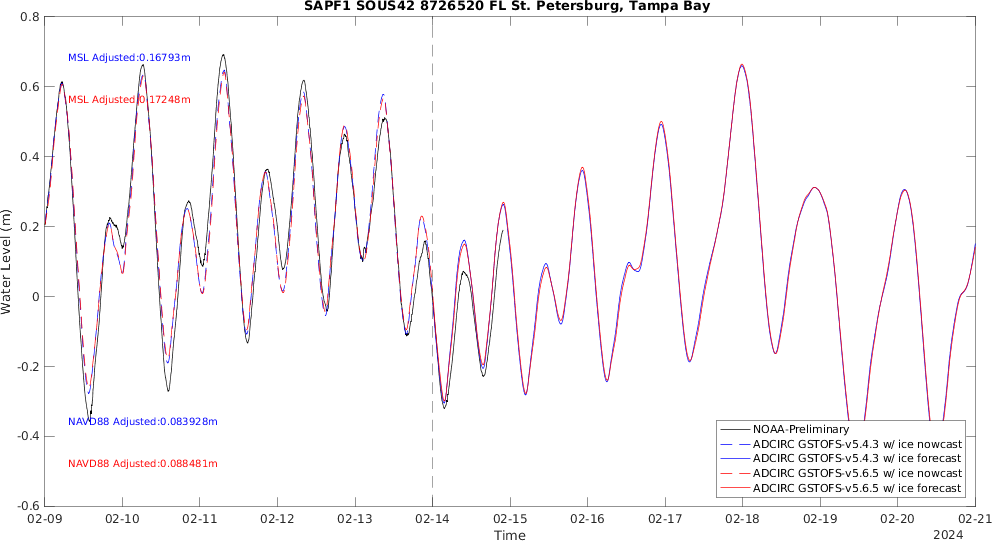 SAPF1 SOUS42 8726520 FL St. Petersburg, Tampa Bay
0.8
MSL Adjusted:0.16793m
0.6
MSL Adjusted:0.17248m
0.4
0.2
Water Level (m)
0
-0.2
NAVD88 Adjusted:0.083928m
-0.4
NAVD88 Adjusted:0.088481m
-0.6
NOAA-Preliminary
ADCIRC GSTOFS-v5.4.3 w/ ice nowcast
ADCIRC GSTOFS-v5.4.3 w/ ice forecast
ADCIRC GSTOFS-v5.6.5 w/ ice nowcast
ADCIRC GSTOFS-v5.6.5 w/ ice forecast
02-09 02-10 02-11 02-12 02-13 02-14 02-15 02-16 02-17 02-18 02-19 02-20 02-21
Time
2024